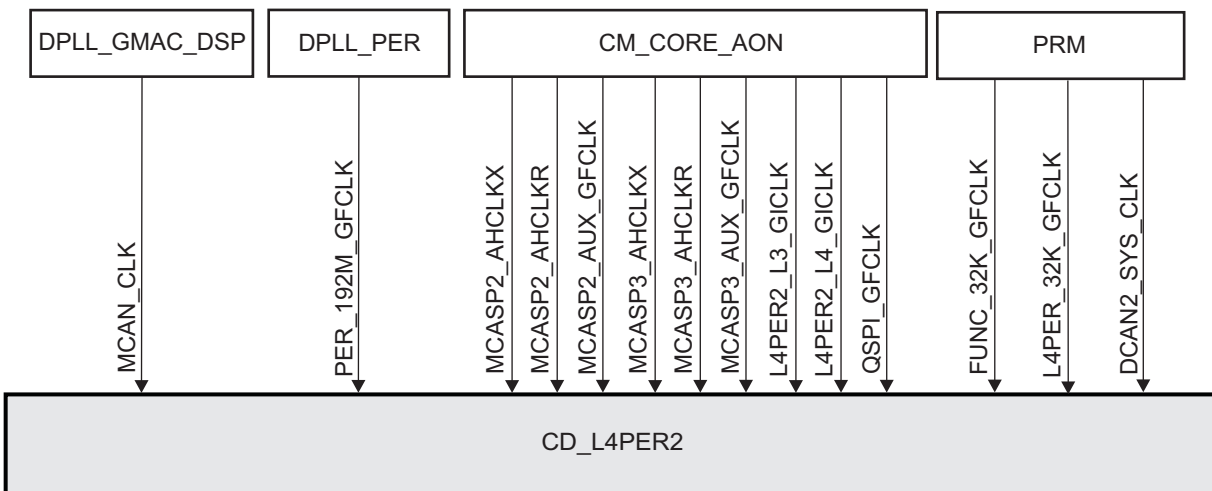 DPLL_GMAC_DSP
DPLL_PER
CM_CORE_AON
PRM
MCAN_CLK
PER_192M_GFCLK
MCASP2_AHCLKX
MCASP2_AHCLKR
MCASP2_AUX_GFCLK
MCASP3_AHCLKX
MCASP3_AHCLKR
MCASP3_AUX_GFCLK
L4PER2_L3_GICLK
L4PER2_L4_GICLK
QSPI_GFCLK
FUNC_32K_GFCLK
L4PER_32K_GFCLK
DCAN2_SYS_CLK
CD_L4PER2